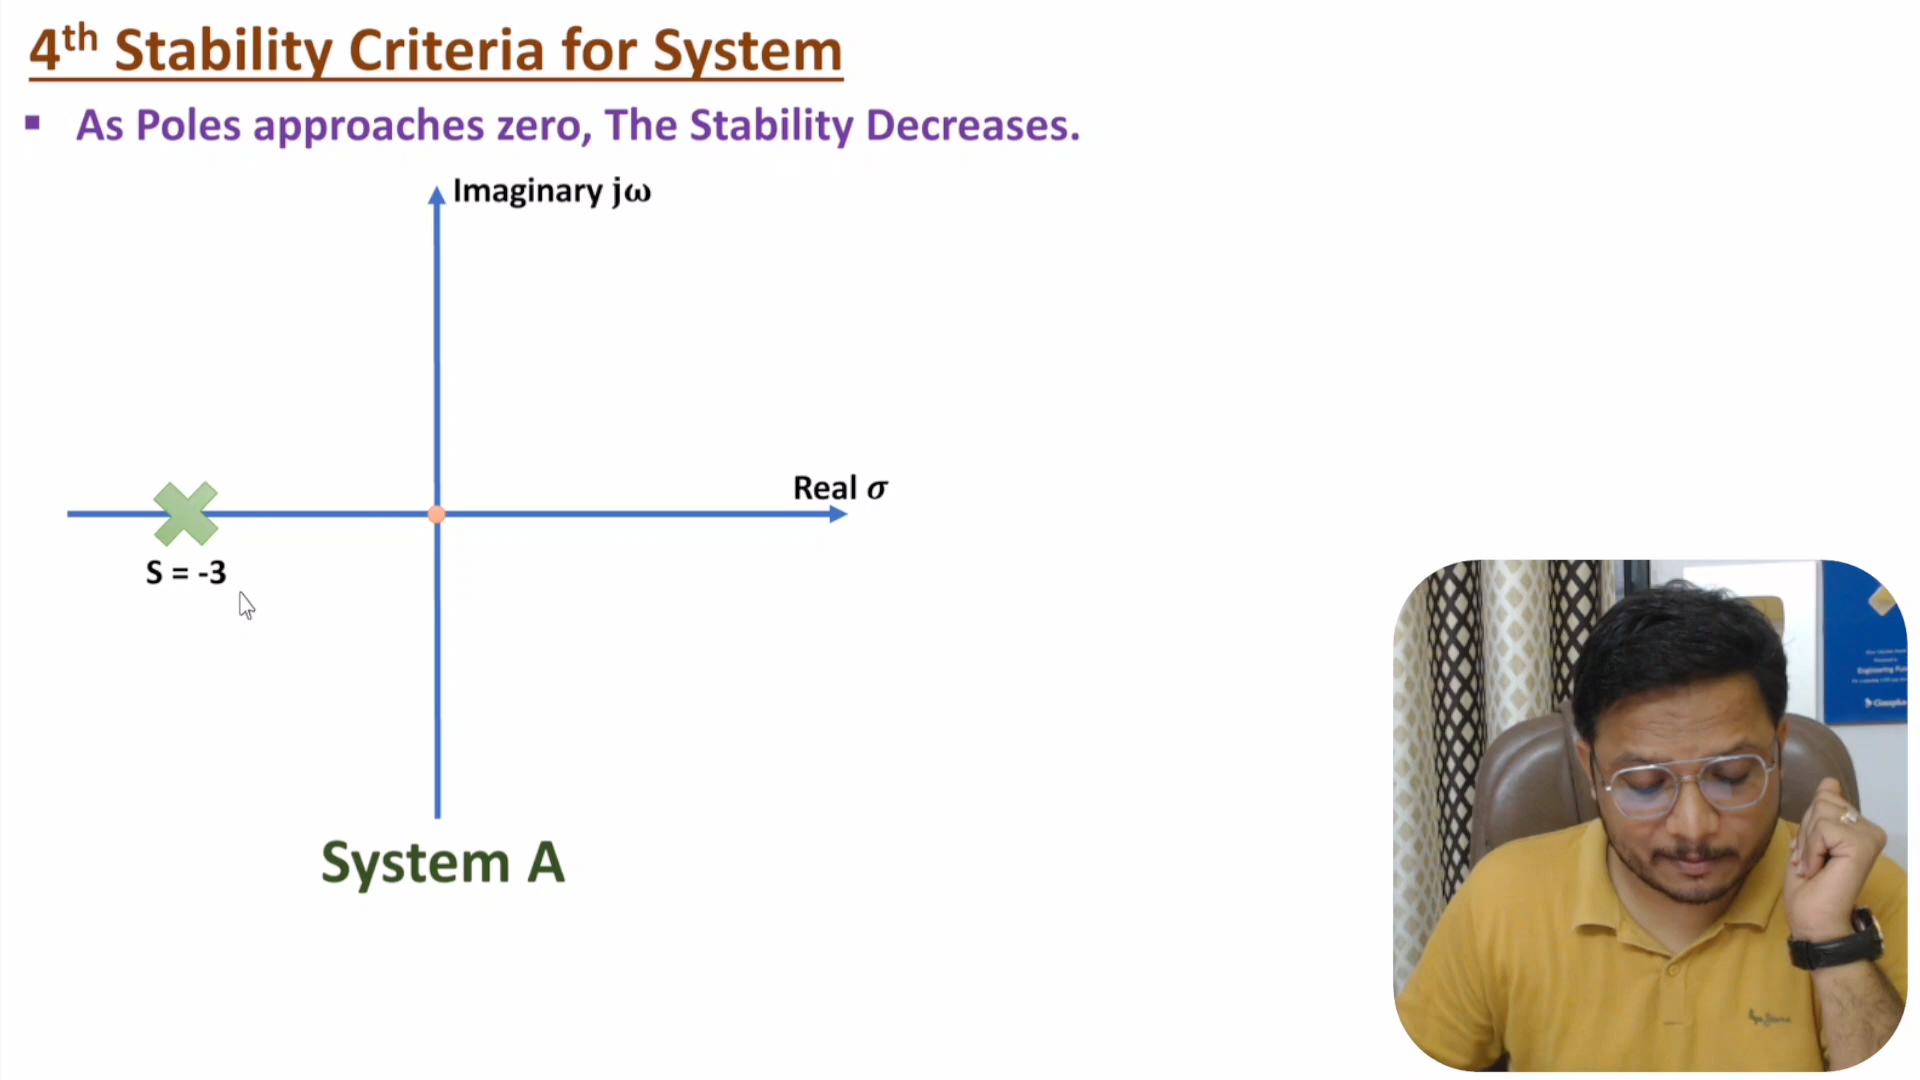 4th Stability Criteria for System
▪ As Poles approaches zero, The Stability Decreases.
Imaginary jω
Real σ
S = -3
System A